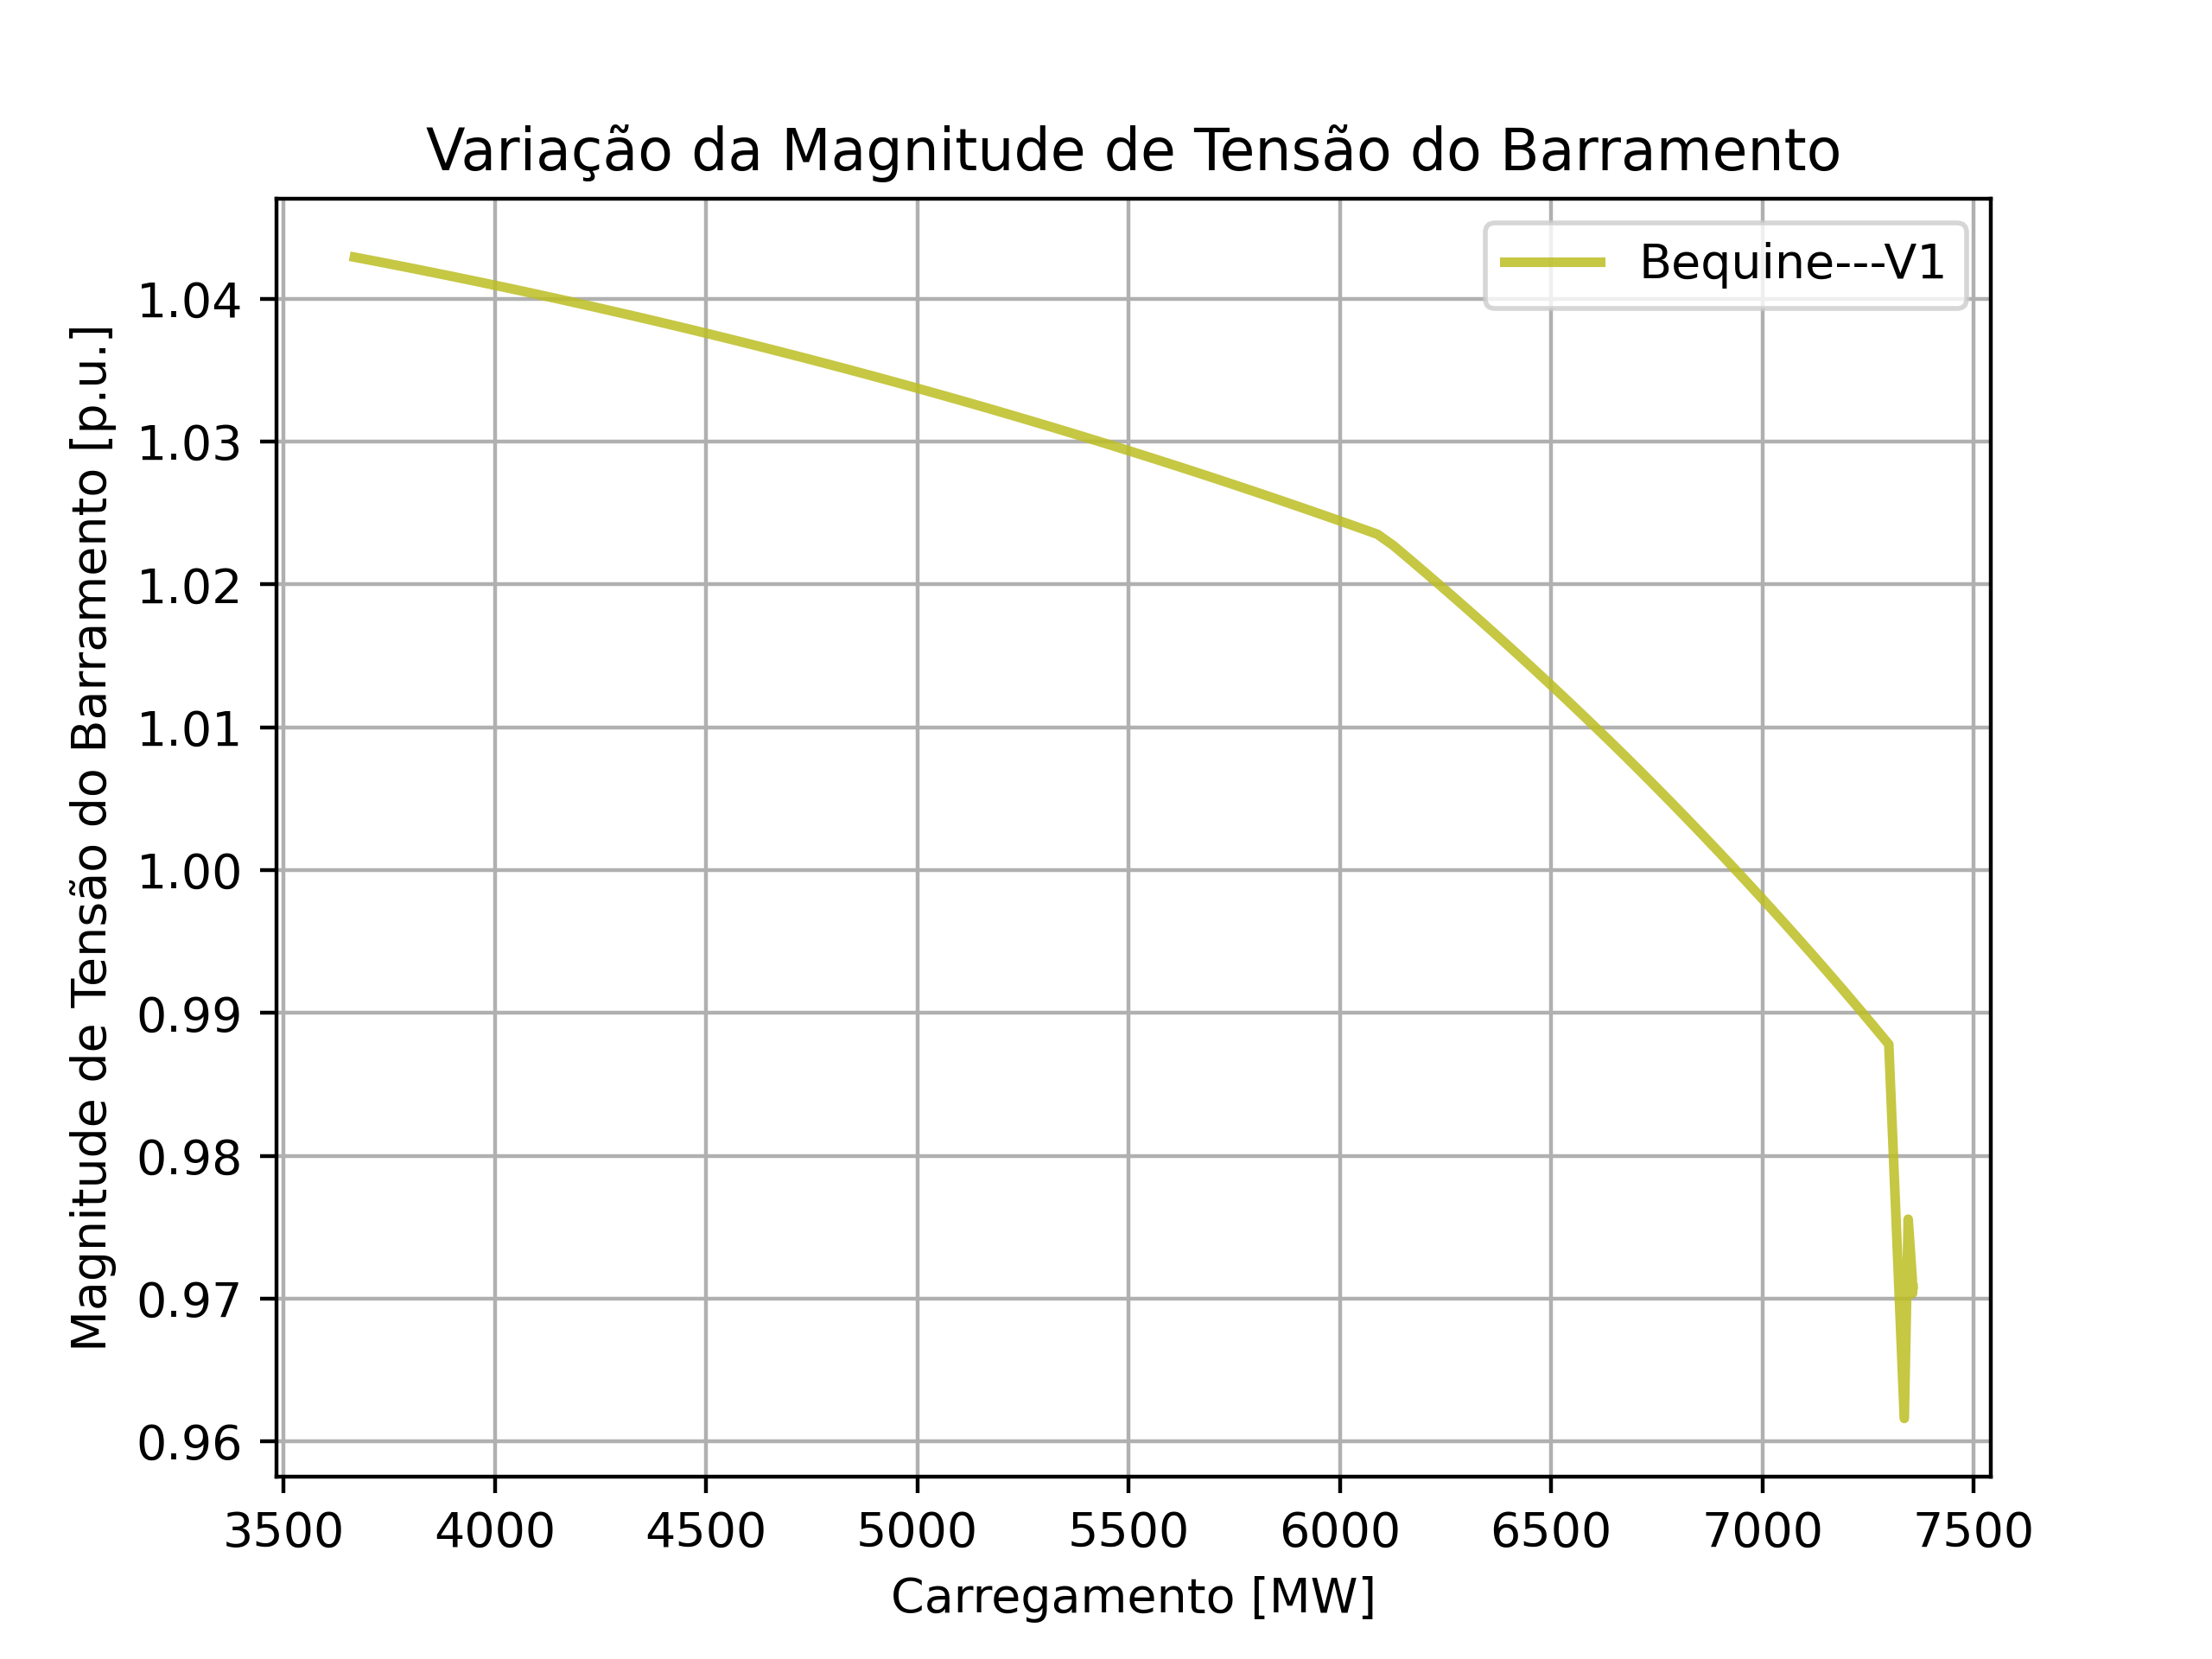 Variação da Magnitude de Tensão do Barramento
Bequine---V1
Magnitude de Tensão do Barramento [p.u.]
1.04
1.03
1.02
1.01
1.00
0.99
0.98
0.97
0.96
3500 4000 4500 5000 5500 6000 6500 7000 7500
Carregamento [MW]